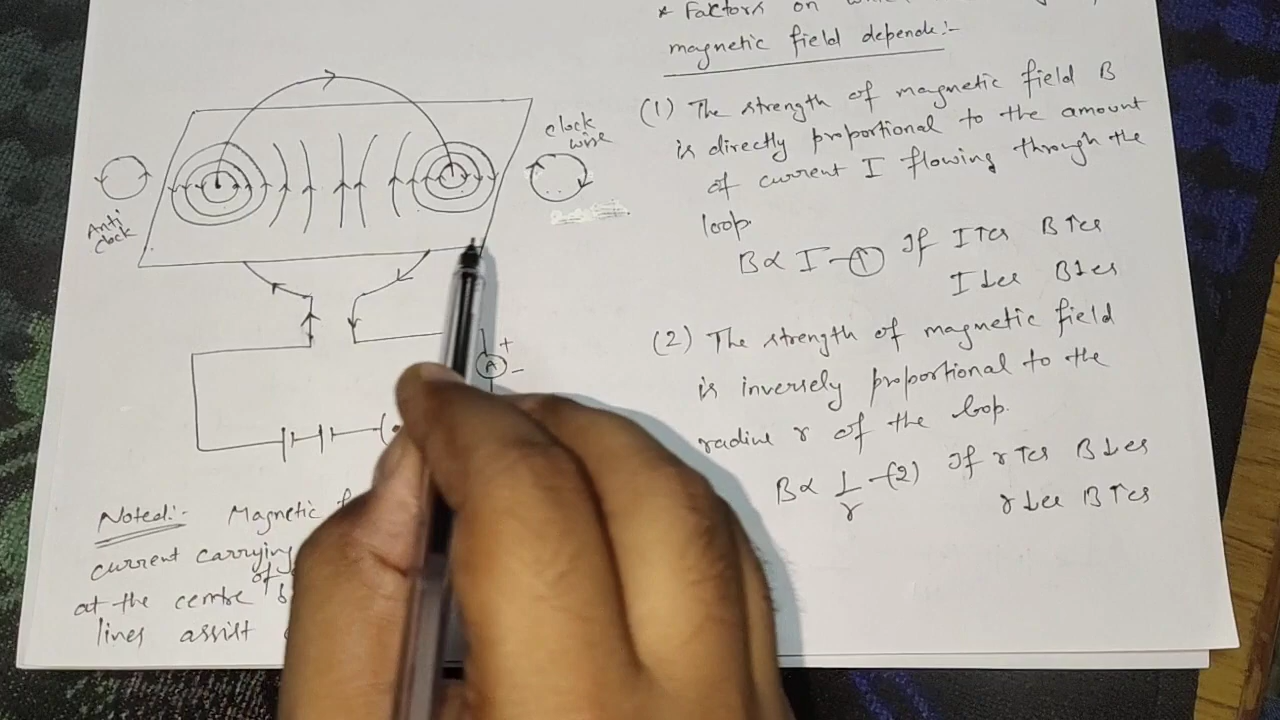 * Factors on
magnetic field depends:-
(1) The strength of magnetic field B
is directly proportional to the amount
of current I flowing through the
loop.
B∝ I -① If I↑es B↑es
I↓es B↓es
(2) The strength of magnetic field
is inversely proportional to the
radius r of the loop.
B∝ 1/r -(2) If r↑es B↓es
r↓es B↑es
clock
wise
Anti
clock
+
A
-
Noted:- Magnetic
current carrying
at the centre of
lines assist